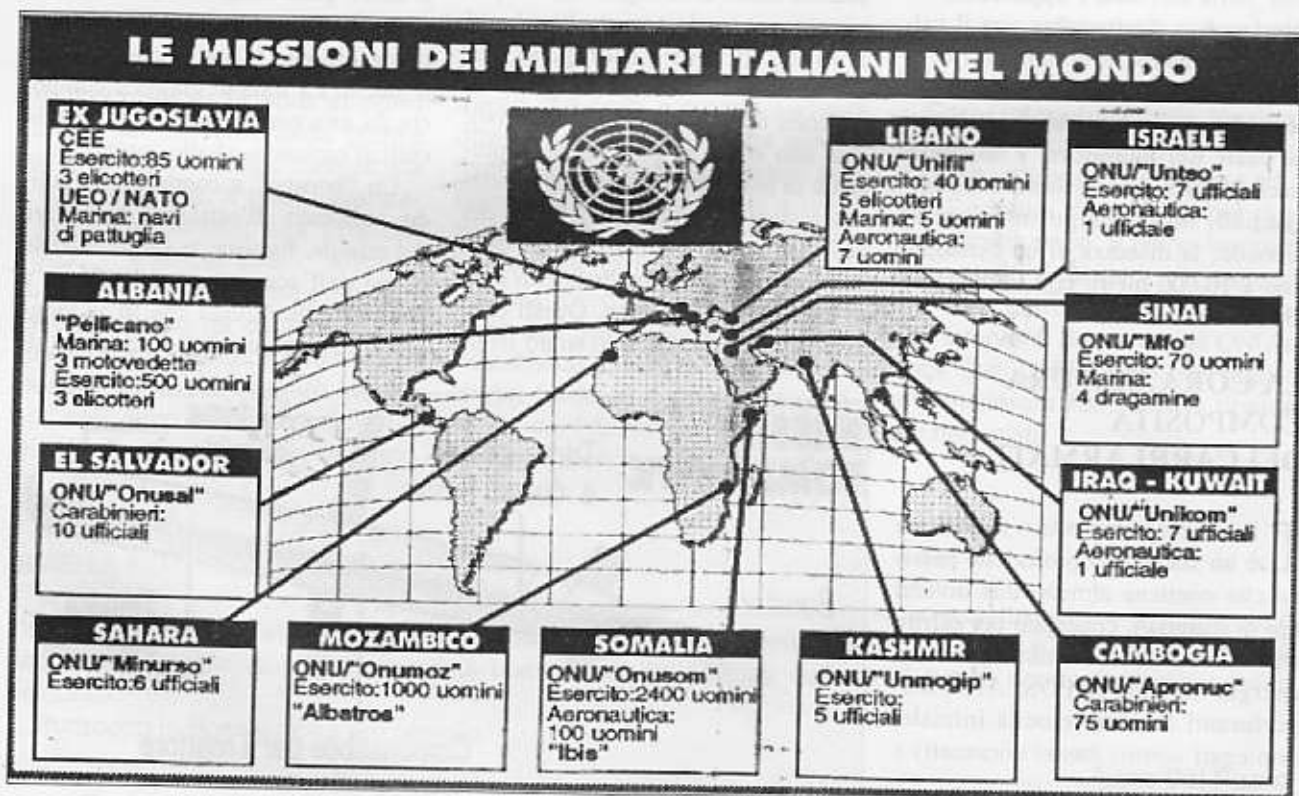 LE MISSIONI DEI MILITARI ITALIANI NEL MONDO
EX JUGOSLAVIA
CEE
Esercito:85 uomini
3 elicotteri
UEO / NATO
Marina: navi
di pattuglia
ALBANIA
"Pellicano"
Marina: 100 uomini
3 motovedetta
Esercito:500 uomini
3 elicotteri
EL SALVADOR
ONU/"Onusal"
Carabinieri:
10 ufficiali
SAHARA
ONU/"Minurso"
Esercito:6 ufficiali
MOZAMBICO
ONU/"Onumoz"
Esercito:1000 uomini
"Albatros"
SOMALIA
ONU/"Onusom"
Esercito:2400 uomini
Aeronautica:
100 uomini
"Ibis"
KASHMIR
ONU/"Unmogip"
Esercito:
5 ufficiali
CAMBOGIA
ONU/"Apronuc"
Carabinieri:
75 uomini
IRAQ - KUWAIT
ONU/"Unikom"
Esercito: 7 ufficiali
Aeronautica:
1 ufficiale
SINAI
ONU/"Mfo"
Esercito: 70 uomini
Marina:
4 dragamine
ISRAELE
ONU/"Untso"
Esercito: 7 ufficiali
Aeronautica:
1 ufficiale
LIBANO
ONU/"Unifil"
Esercito: 40 uomini
5 elicotteri
Marina: 5 uomini
Aeronautica:
7 uomini